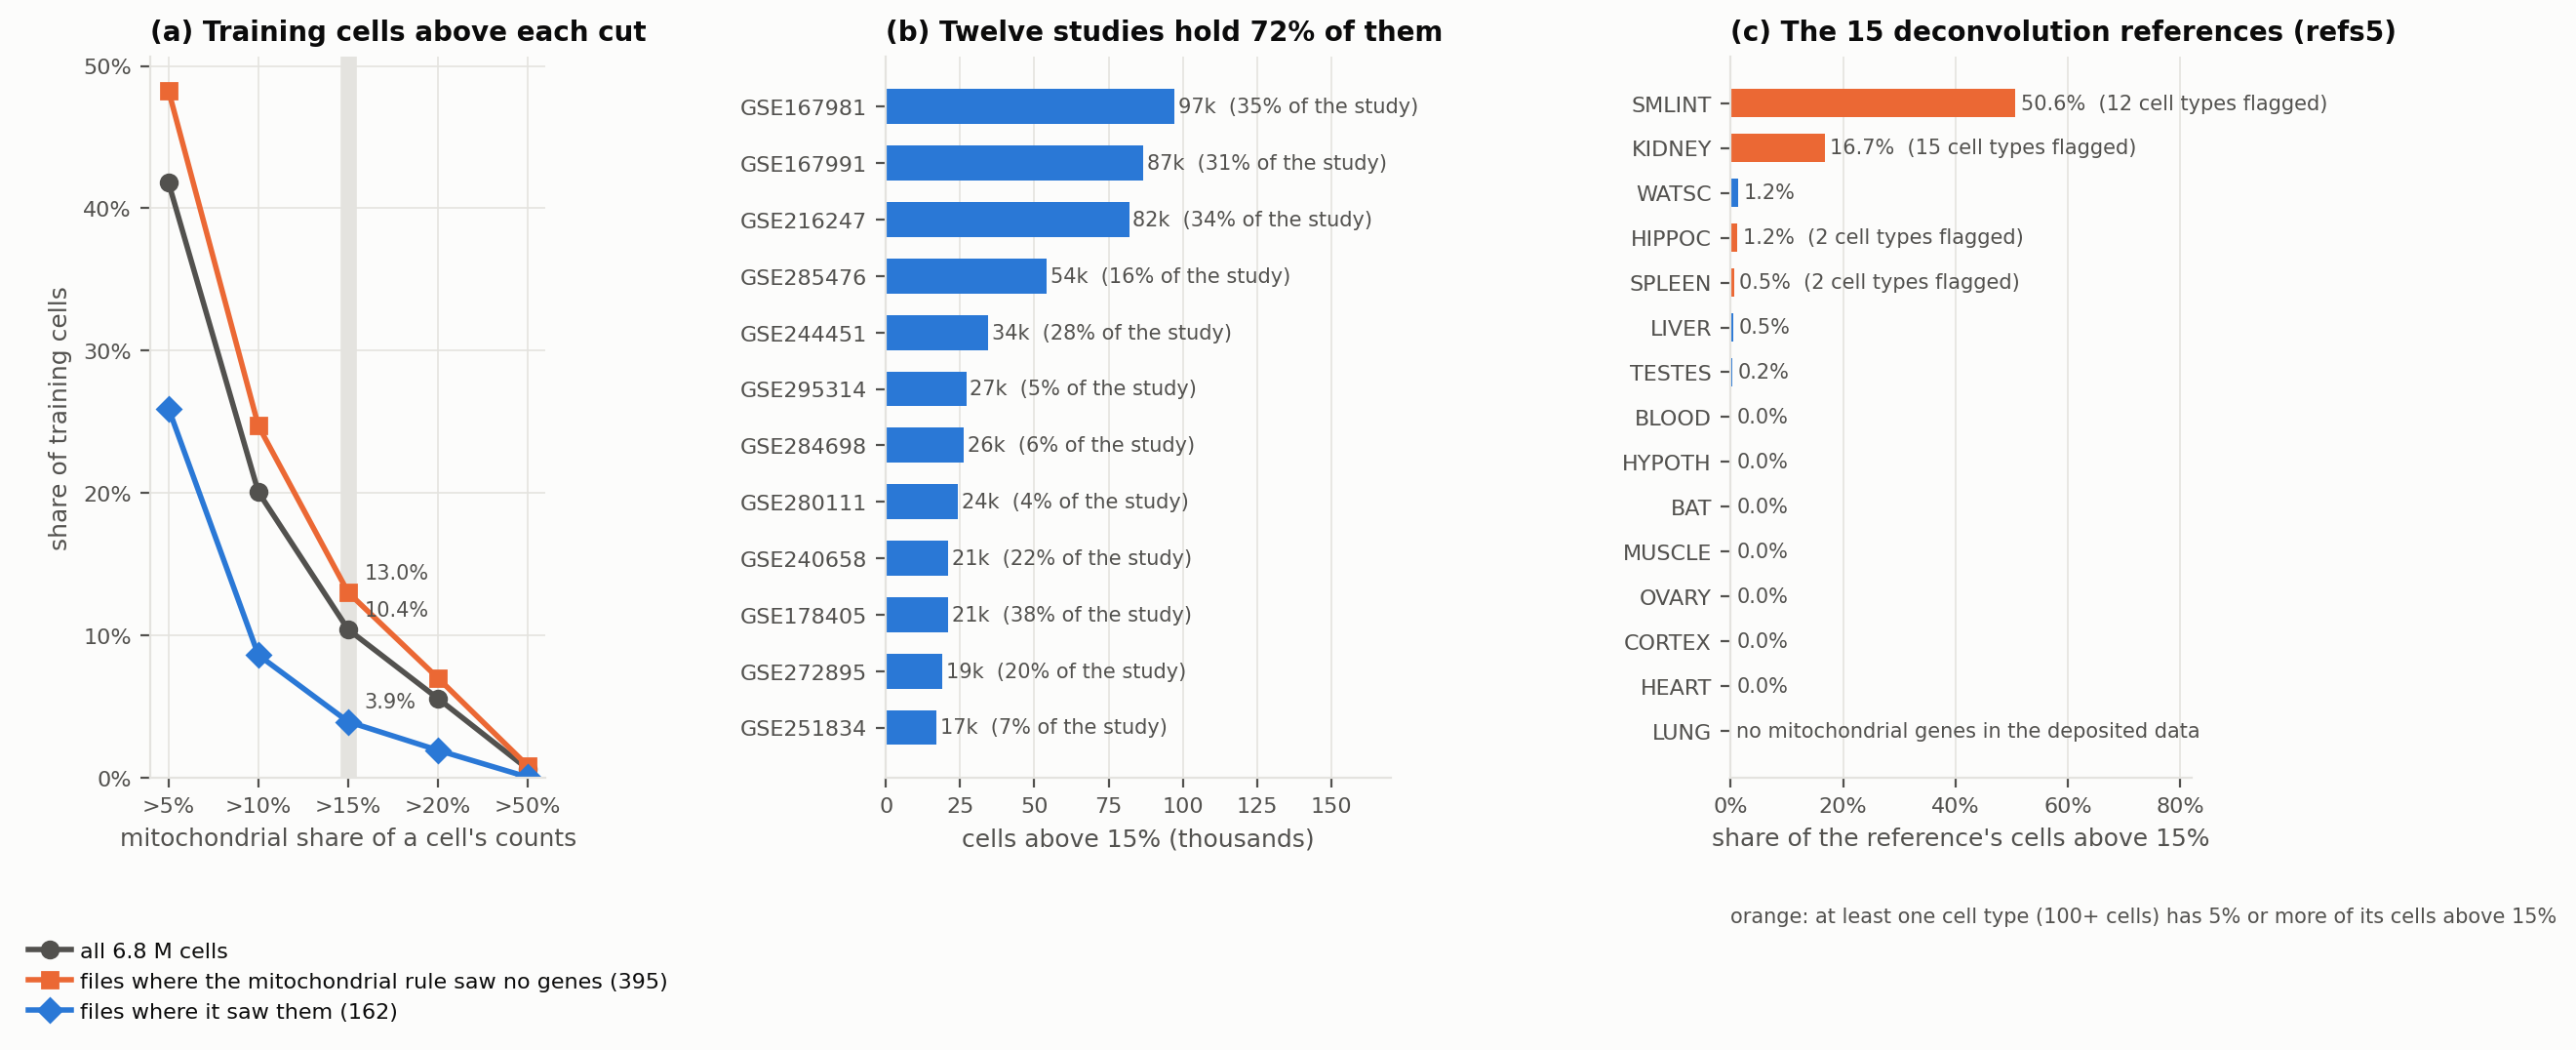 (a) Training cells above each cut
50%
40%
30%
20%
10%
0%
share of training cells
13.0%
10.4%
3.9%
>5% >10% >15% >20% >50%
mitochondrial share of a cell's counts
all 6.8 M cells
files where the mitochondrial rule saw no genes (395)
files where it saw them (162)
(b) Twelve studies hold 72% of them
GSE167981 97k (35% of the study)
GSE167991 87k (31% of the study)
GSE216247 82k (34% of the study)
GSE285476 54k (16% of the study)
GSE244451 34k (28% of the study)
GSE295314 27k (5% of the study)
GSE284698 26k (6% of the study)
GSE280111 24k (4% of the study)
GSE240658 21k (22% of the study)
GSE178405 21k (38% of the study)
GSE272895 19k (20% of the study)
GSE251834 17k (7% of the study)
0 25 50 75 100 125 150
cells above 15% (thousands)
(c) The 15 deconvolution references (refs5)
SMLINT 50.6% (12 cell types flagged)
KIDNEY 16.7% (15 cell types flagged)
WATSC 1.2%
HIPPOC 1.2% (2 cell types flagged)
SPLEEN 0.5% (2 cell types flagged)
LIVER 0.5%
TESTES 0.2%
BLOOD 0.0%
HYPOTH 0.0%
BAT 0.0%
MUSCLE 0.0%
OVARY 0.0%
CORTEX 0.0%
HEART 0.0%
LUNG no mitochondrial genes in the deposited data
0% 20% 40% 60% 80%
share of the reference's cells above 15%
orange: at least one cell type (100+ cells) has 5% or more of its cells above 15%